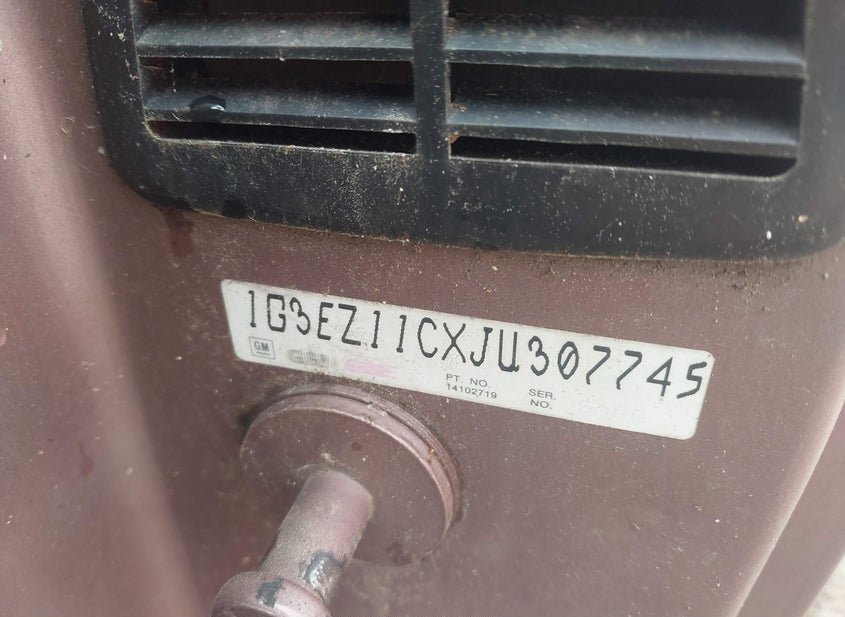 1G3EZ11CXJU307745
GM
PT. NO.
14102719
SER.
NO.